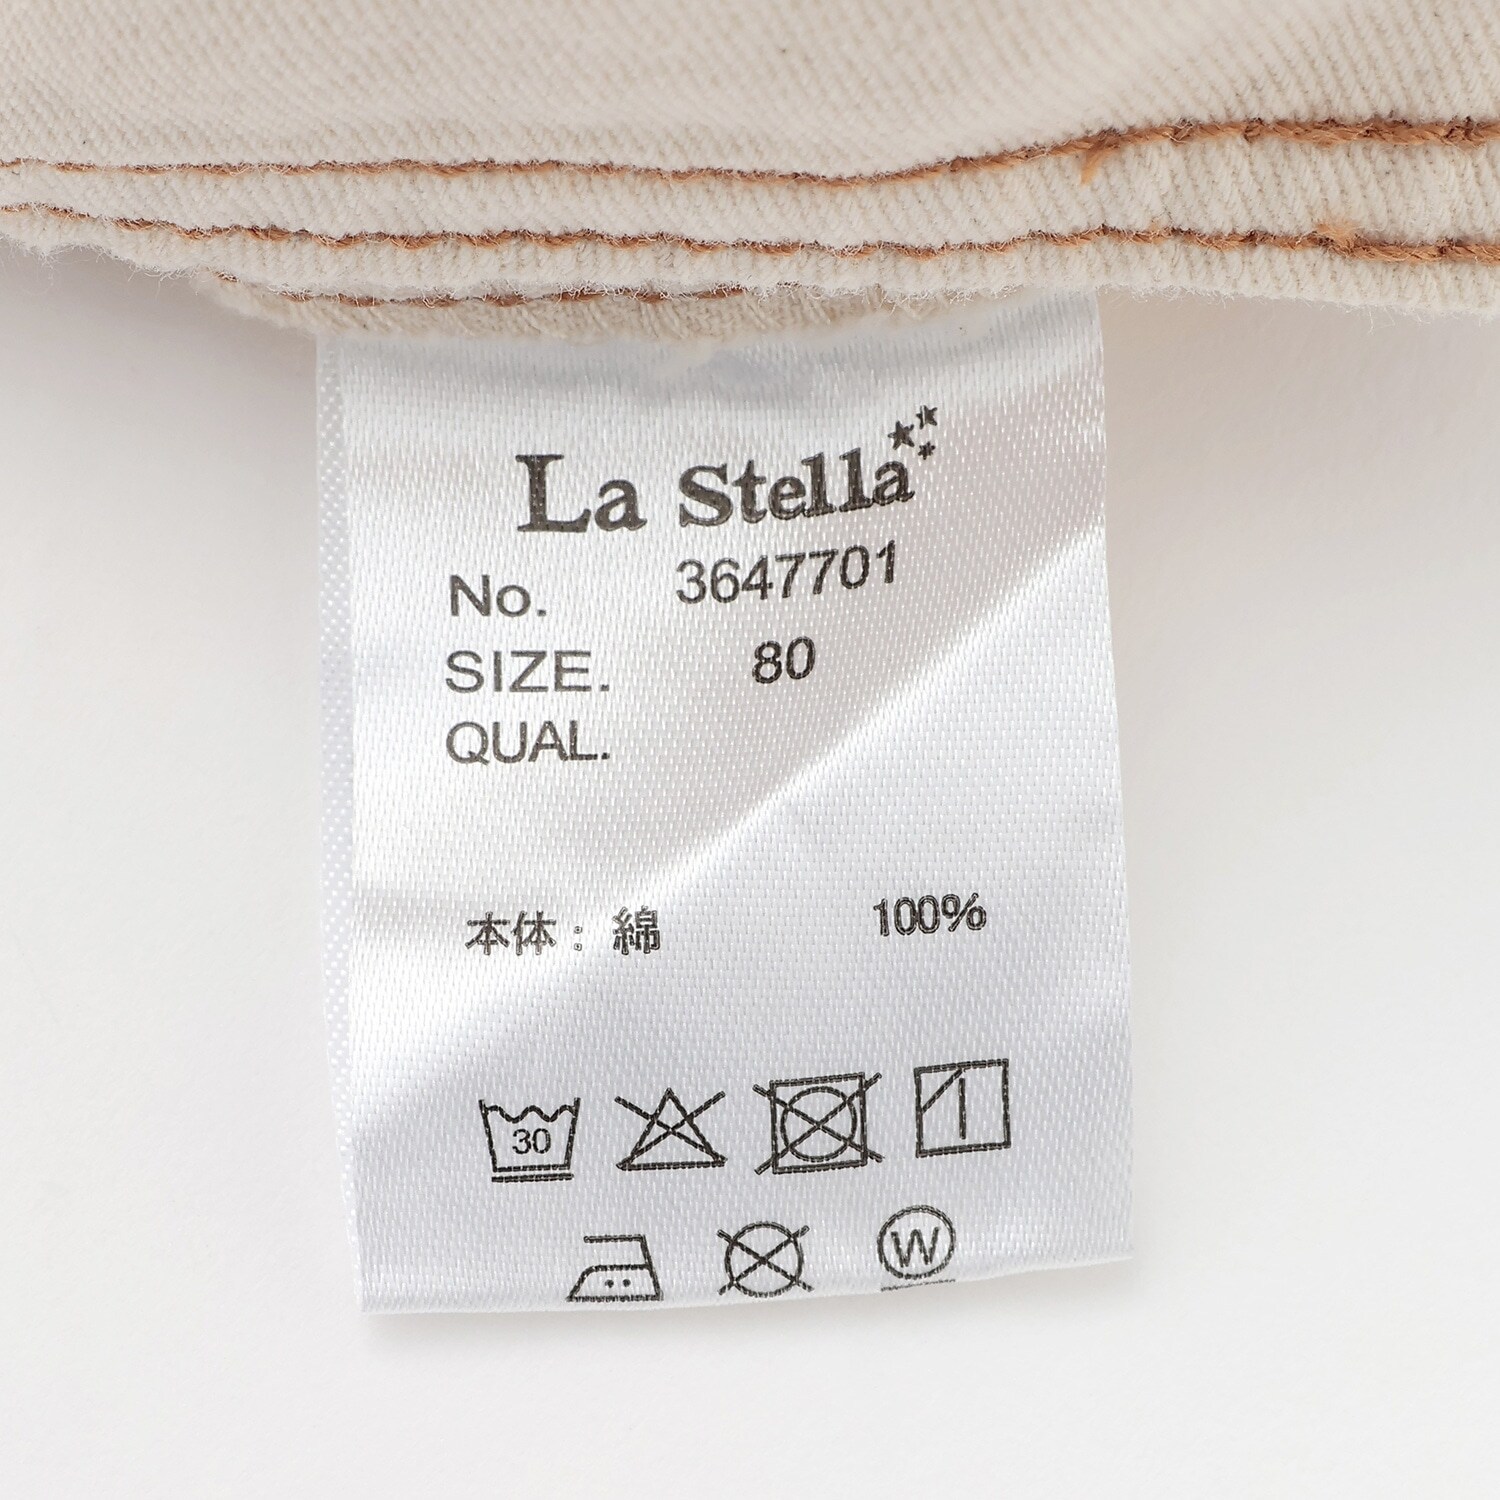 La Stella
No. 3647701
SIZE. 80
QUAL.
本体: 綿 100%
30
W